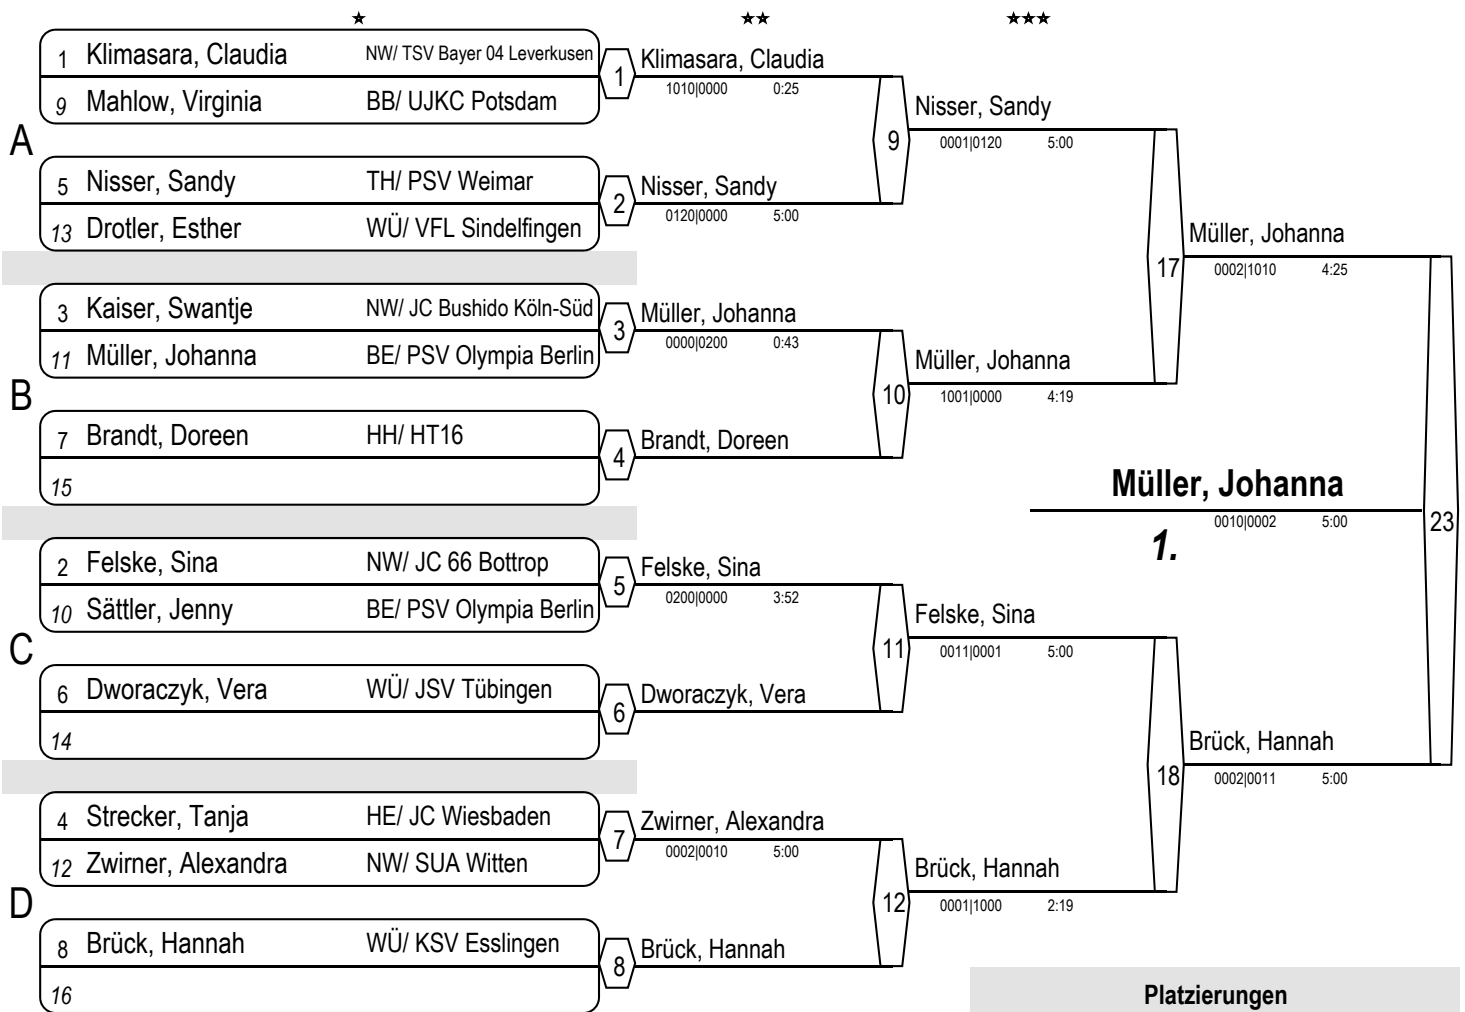 ★ ★★ ★★★
1 Klimasara, Claudia NW/ TSV Bayer 04 Leverkusen
9 Mahlow, Virginia BB/ UJKC Potsdam
1 Klimasara, Claudia
1010|0000 0:25
A
5 Nisser, Sandy TH/ PSV Weimar
13 Drotler, Esther WÜ/ VFL Sindelfingen
2 Nisser, Sandy
0120|0000 5:00
9 Nisser, Sandy
0001|0120 5:00
3 Kaiser, Swantje NW/ JC Bushido Köln-Süd
11 Müller, Johanna BE/ PSV Olympia Berlin
3 Müller, Johanna
0000|0200 0:43
B
7 Brandt, Doreen HH/ HT16
15
4 Brandt, Doreen
10 Müller, Johanna
1001|0000 4:19
17 Müller, Johanna
0002|1010 4:25
2 Felske, Sina NW/ JC 66 Bottrop
10 Sättler, Jenny BE/ PSV Olympia Berlin
5 Felske, Sina
0200|0000 3:52
C
6 Dworaczyk, Vera WÜ/ JSV Tübingen
14
6 Dworaczyk, Vera
11 Felske, Sina
0011|0001 5:00
4 Strecker, Tanja HE/ JC Wiesbaden
12 Zwirner, Alexandra NW/ SUA Witten
7 Zwirner, Alexandra
0002|0010 5:00
D
8 Brück, Hannah WÜ/ KSV Esslingen
16
8 Brück, Hannah
12 Brück, Hannah
0001|1000 2:19
18 Brück, Hannah
0002|0011 5:00
23
Müller, Johanna
0010|0002 5:00
1.
Platzierungen